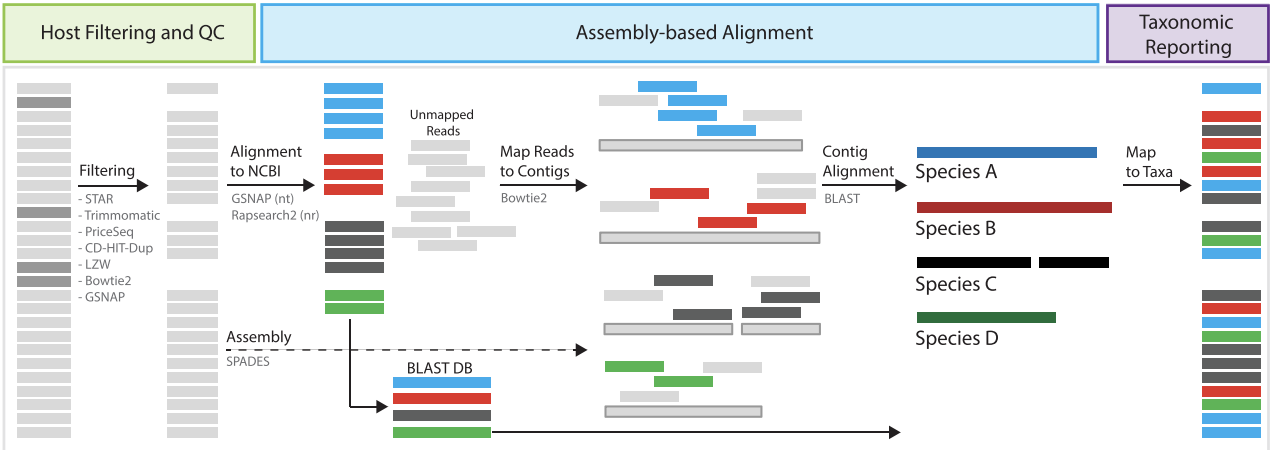 Host Filtering and QC
Assembly-based Alignment
Taxonomic
Reporting
Filtering
- STAR
- Trimmomatic
- PriceSeq
- CD-HIT-Dup
- LZW
- Bowtie2
- GSNAP
Alignment
to NCBI
GSNAP (nt)
Rapsearch2 (nr)
Unmapped
Reads
Map Reads
to Contigs
Bowtie2
Contig
Alignment
BLAST
Species A
Species B
Species C
Species D
Map
to Taxa
Assembly
SPADES
BLAST DB